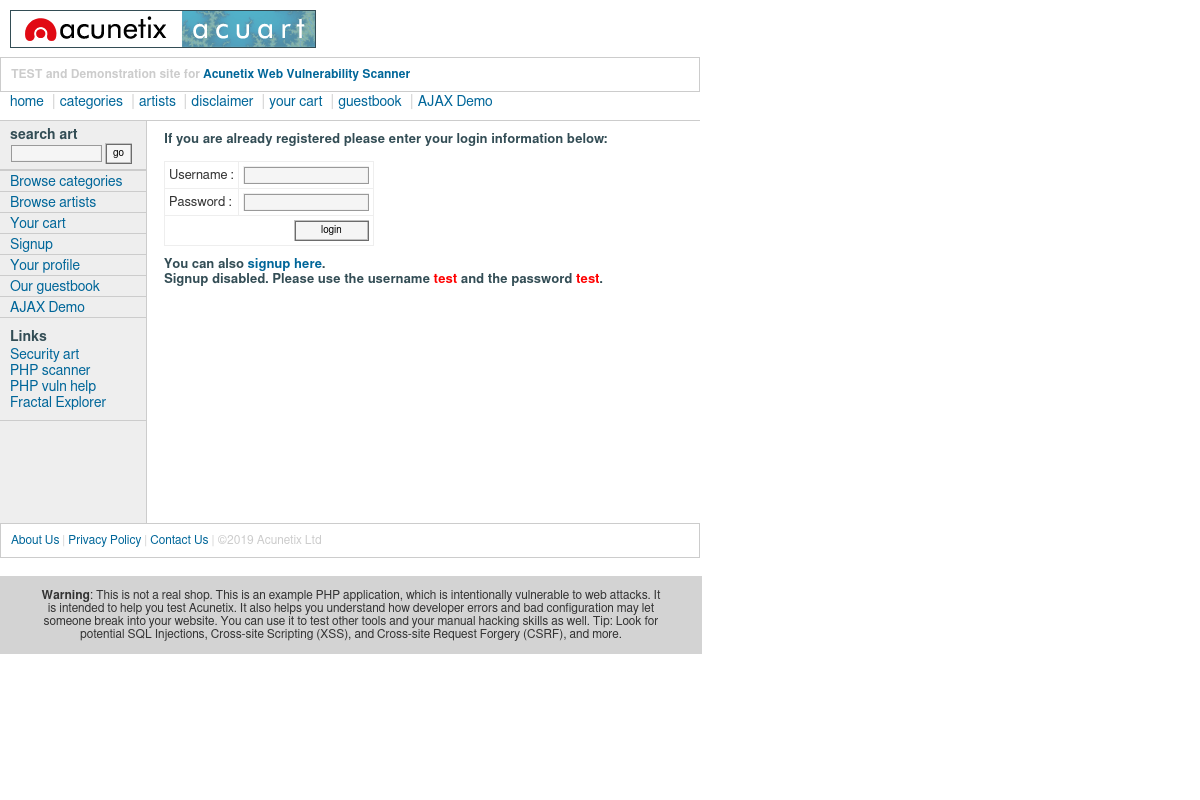 acunetix acuart
TEST and Demonstration site for Acunetix Web Vulnerability Scanner
home | categories | artists | disclaimer | your cart | guestbook | AJAX Demo
search art
go
Browse categories
Browse artists
Your cart
Signup
Your profile
Our guestbook
AJAX Demo
Links
Security art
PHP scanner
PHP vuln help
Fractal Explorer
If you are already registered please enter your login information below:
Username :
Password :
login
You can also signup here.
Signup disabled. Please use the username test and the password test.
About Us | Privacy Policy | Contact Us | ©2019 Acunetix Ltd
Warning: This is not a real shop. This is an example PHP application, which is intentionally vulnerable to web attacks. It
is intended to help you test Acunetix. It also helps you understand how developer errors and bad configuration may let
someone break into your website. You can use it to test other tools and your manual hacking skills as well. Tip: Look for
potential SQL Injections, Cross-site Scripting (XSS), and Cross-site Request Forgery (CSRF), and more.